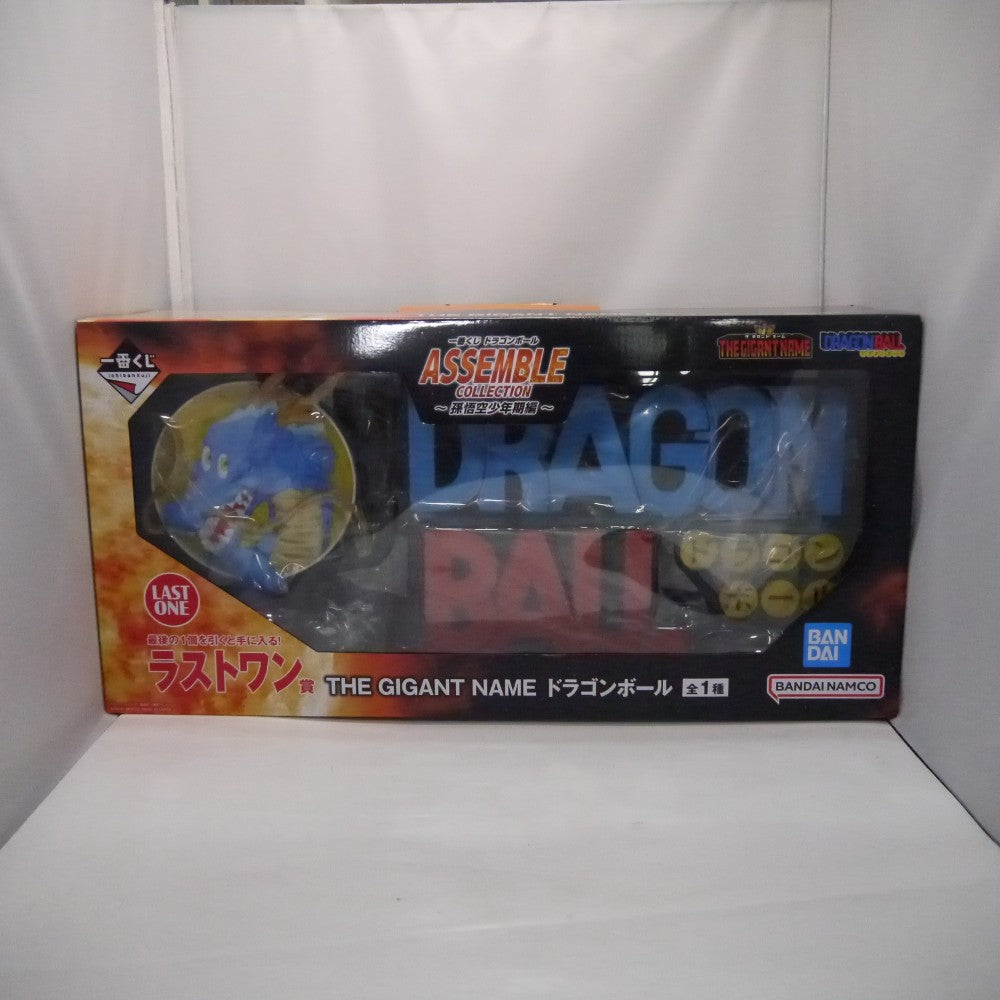 一番くじ
ichibankuji
一番くじ ドラゴンボール
ASSEMBLE
COLLECTION
～孫悟空少年期編～
THE GIGANT NAME
DRAGONBALL
DRAGON
BALL
ドラゴン
ボール
LAST
ONE
最後の1個を引くと手に入る!
ラストワン賞
THE GIGANT NAME ドラゴンボール 全1種
BAN
DAI
BANDAI NAMCO